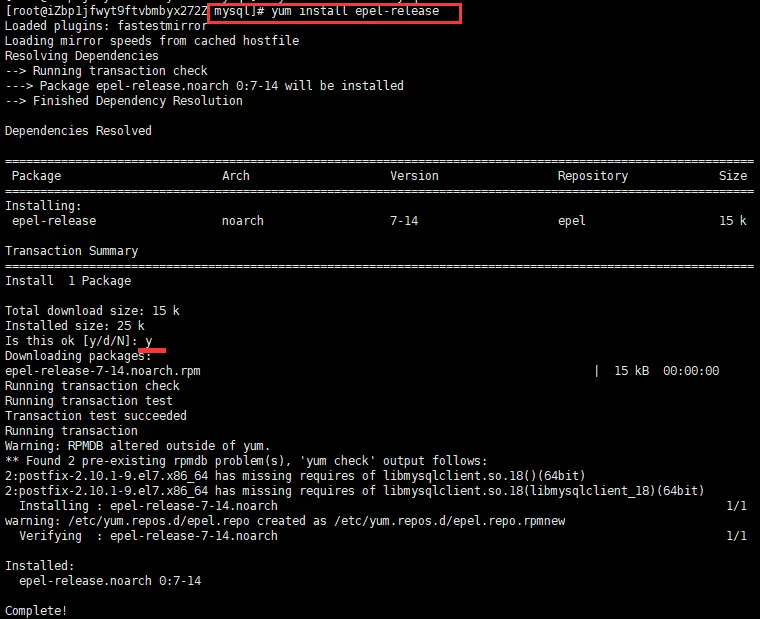 [root@iZbp1jfwyt9ftvbmbyx272Z mysql]# yum install epel-release
Loaded plugins: fastestmirror
Loading mirror speeds from cached hostfile
Resolving Dependencies
--> Running transaction check
---> Package epel-release.noarch 0:7-14 will be installed
--> Finished Dependency Resolution
Dependencies Resolved
================================================================================
Package Arch Version Repository Size
================================================================================
Installing:
epel-release noarch 7-14 epel 15 k
Transaction Summary
================================================================================
Install 1 Package
Total download size: 15 k
Installed size: 25 k
Is this ok [y/d/N]: y
Downloading packages:
epel-release-7-14.noarch.rpm | 15 kB 00:00:00
Running transaction check
Running transaction test
Transaction test succeeded
Running transaction
Warning: RPMDB altered outside of yum.
** Found 2 pre-existing rpmdb problem(s), 'yum check' output follows:
2:postfix-2.10.1-9.el7.x86_64 has missing requires of libmysqlclient.so.18()(64bit)
2:postfix-2.10.1-9.el7.x86_64 has missing requires of libmysqlclient.so.18(libmysqlclient_18)(64bit)
Installing : epel-release-7-14.noarch 1/1
warning: /etc/yum.repos.d/epel.repo created as /etc/yum.repos.d/epel.repo.rpmnew
Verifying : epel-release-7-14.noarch 1/1
Installed:
epel-release.noarch 0:7-14
Complete!